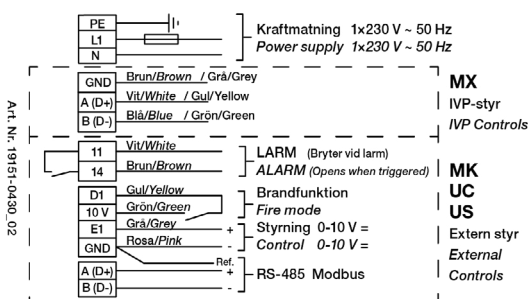 PE
L1
N
Kraftmatning 1×230 V ~ 50 Hz
Power supply 1×230 V ~ 50 Hz
GND Brun/Brown / Grå/Grey
A (D+) Vit/White / Gul/Yellow
B (D-) Blå/Blue / Grön/Green
MX
IVP-styr
IVP Controls
Art. Nr. 19151-0430_02
11 Vit/White
14 Brun/Brown
LARM (Bryter vid larm)
ALARM (Opens when triggered)
D1 Gul/Yellow
10 V Grön/Green
Brandfunktion
Fire mode
E1 Grå/Grey +
GND Rosa/Pink -
Styrning 0-10 V =
Control 0-10 V =
Ref.
A (D+) +
B (D-) -
RS-485 Modbus
MK
UC
US
Extern styr
External
Controls